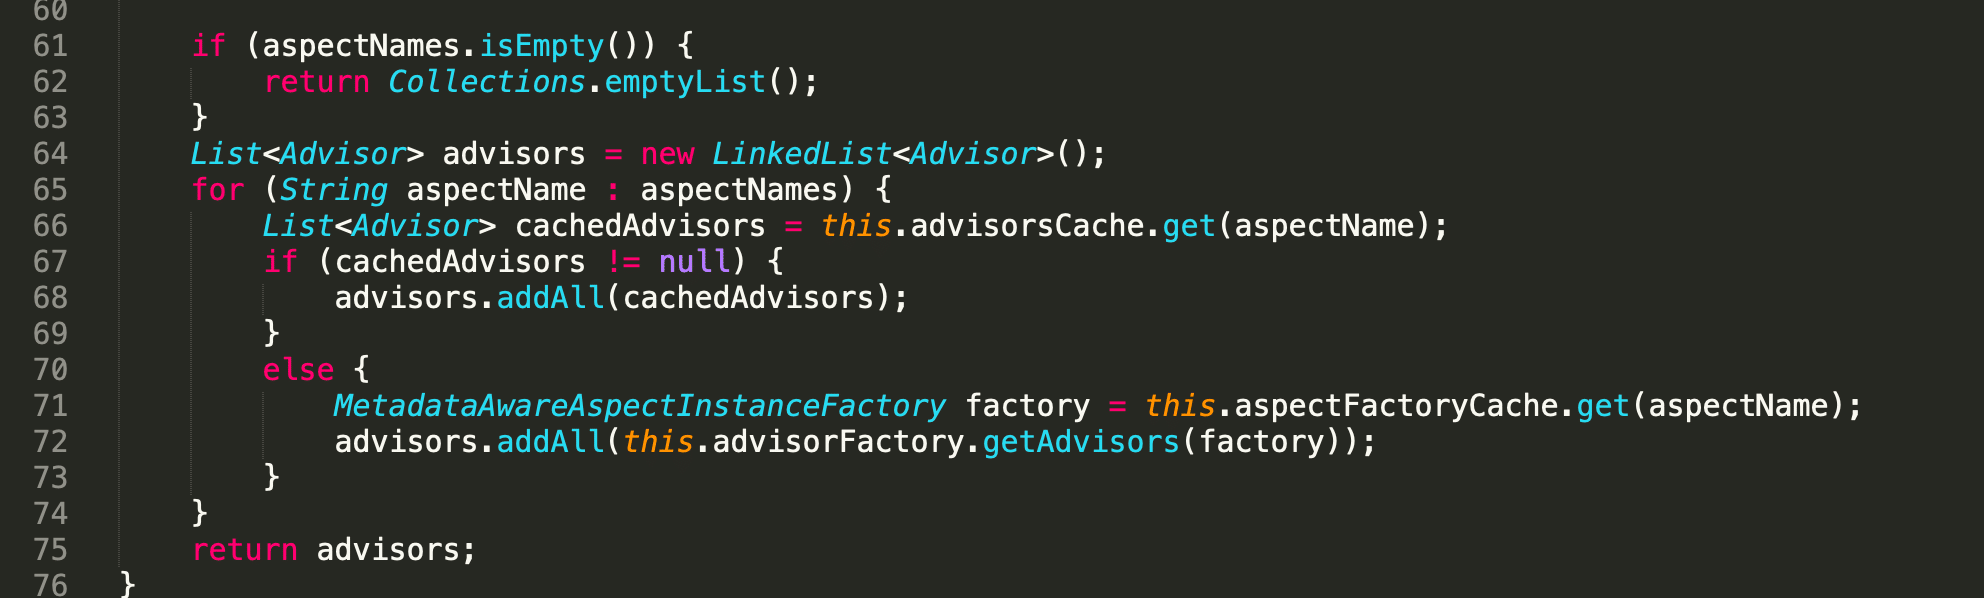 60
61 if (aspectNames.isEmpty()) {
62 return Collections.emptyList();
63 }
64 List<Advisor> advisors = new LinkedList<Advisor>();
65 for (String aspectName : aspectNames) {
66 List<Advisor> cachedAdvisors = this.advisorsCache.get(aspectName);
67 if (cachedAdvisors != null) {
68 advisors.addAll(cachedAdvisors);
69 }
70 else {
71 MetadataAwareAspectInstanceFactory factory = this.aspectFactoryCache.get(aspectName);
72 advisors.addAll(this.advisorFactory.getAdvisors(factory));
73 }
74 }
75 return advisors;
76 }